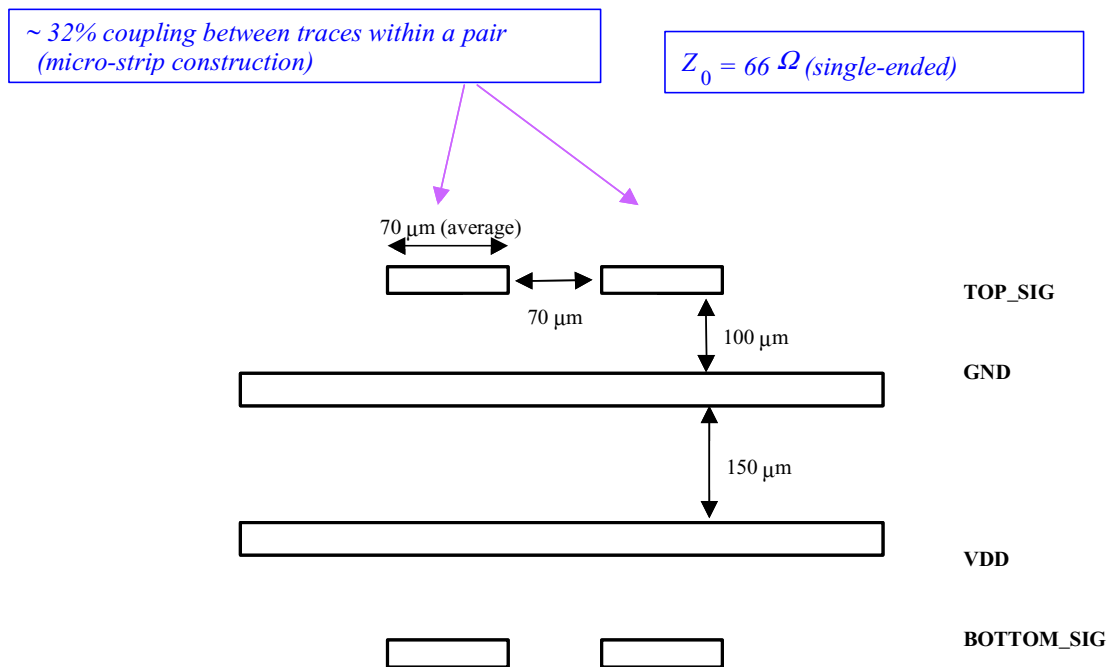 ~ 32% coupling between traces within a pair
(micro-strip construction)
Z0 = 66 Ω (single-ended)
70 μm (average)
70 μm
TOP_SIG
100 μm
GND
150 μm
VDD
BOTTOM_SIG